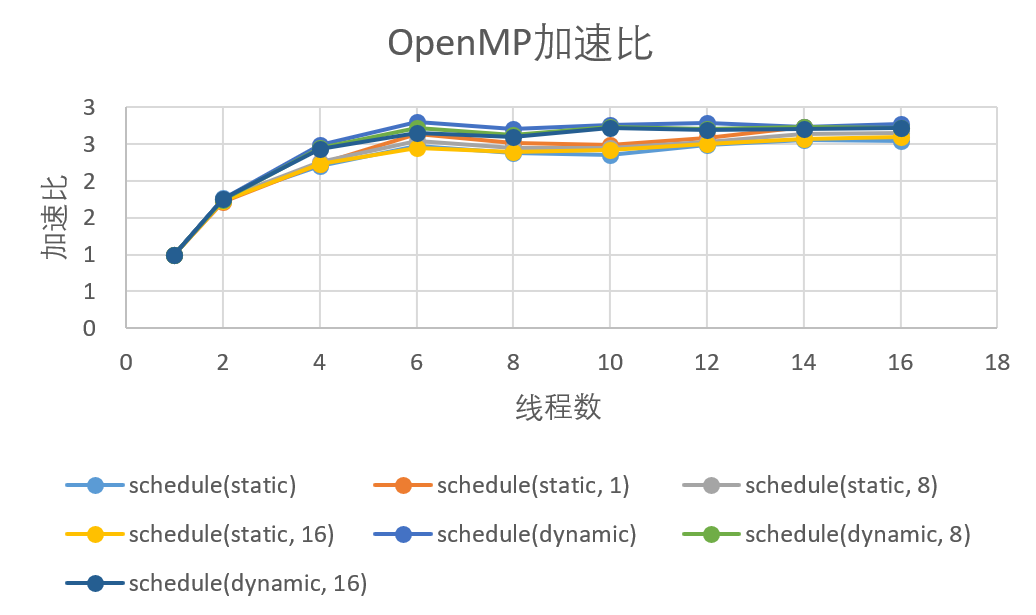 OpenMP加速比
3
3
2
2
1
1
0
加速比
0 2 4 6 8 10 12 14 16 18
线程数
schedule(static) schedule(static, 1) schedule(static, 8)
schedule(static, 16) schedule(dynamic) schedule(dynamic, 8)
schedule(dynamic, 16)